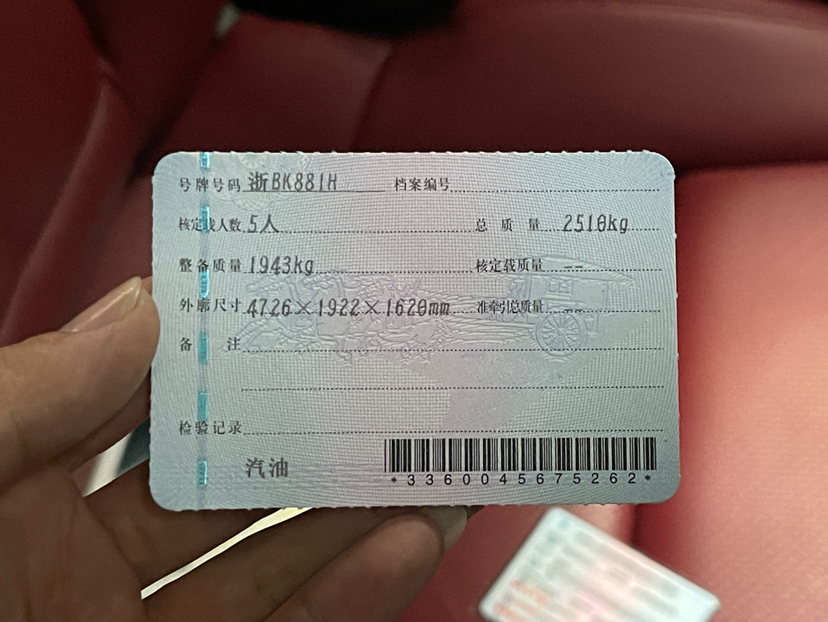 号牌号码 浙BK881H 档案编号
核定载人数 5人 总质量 2510kg
整备质量 1943kg 核定载质量 --
外廓尺寸 4726×1922×1620mm 准牵引总质量 --
备注
检验记录
汽油
*3360045675262*